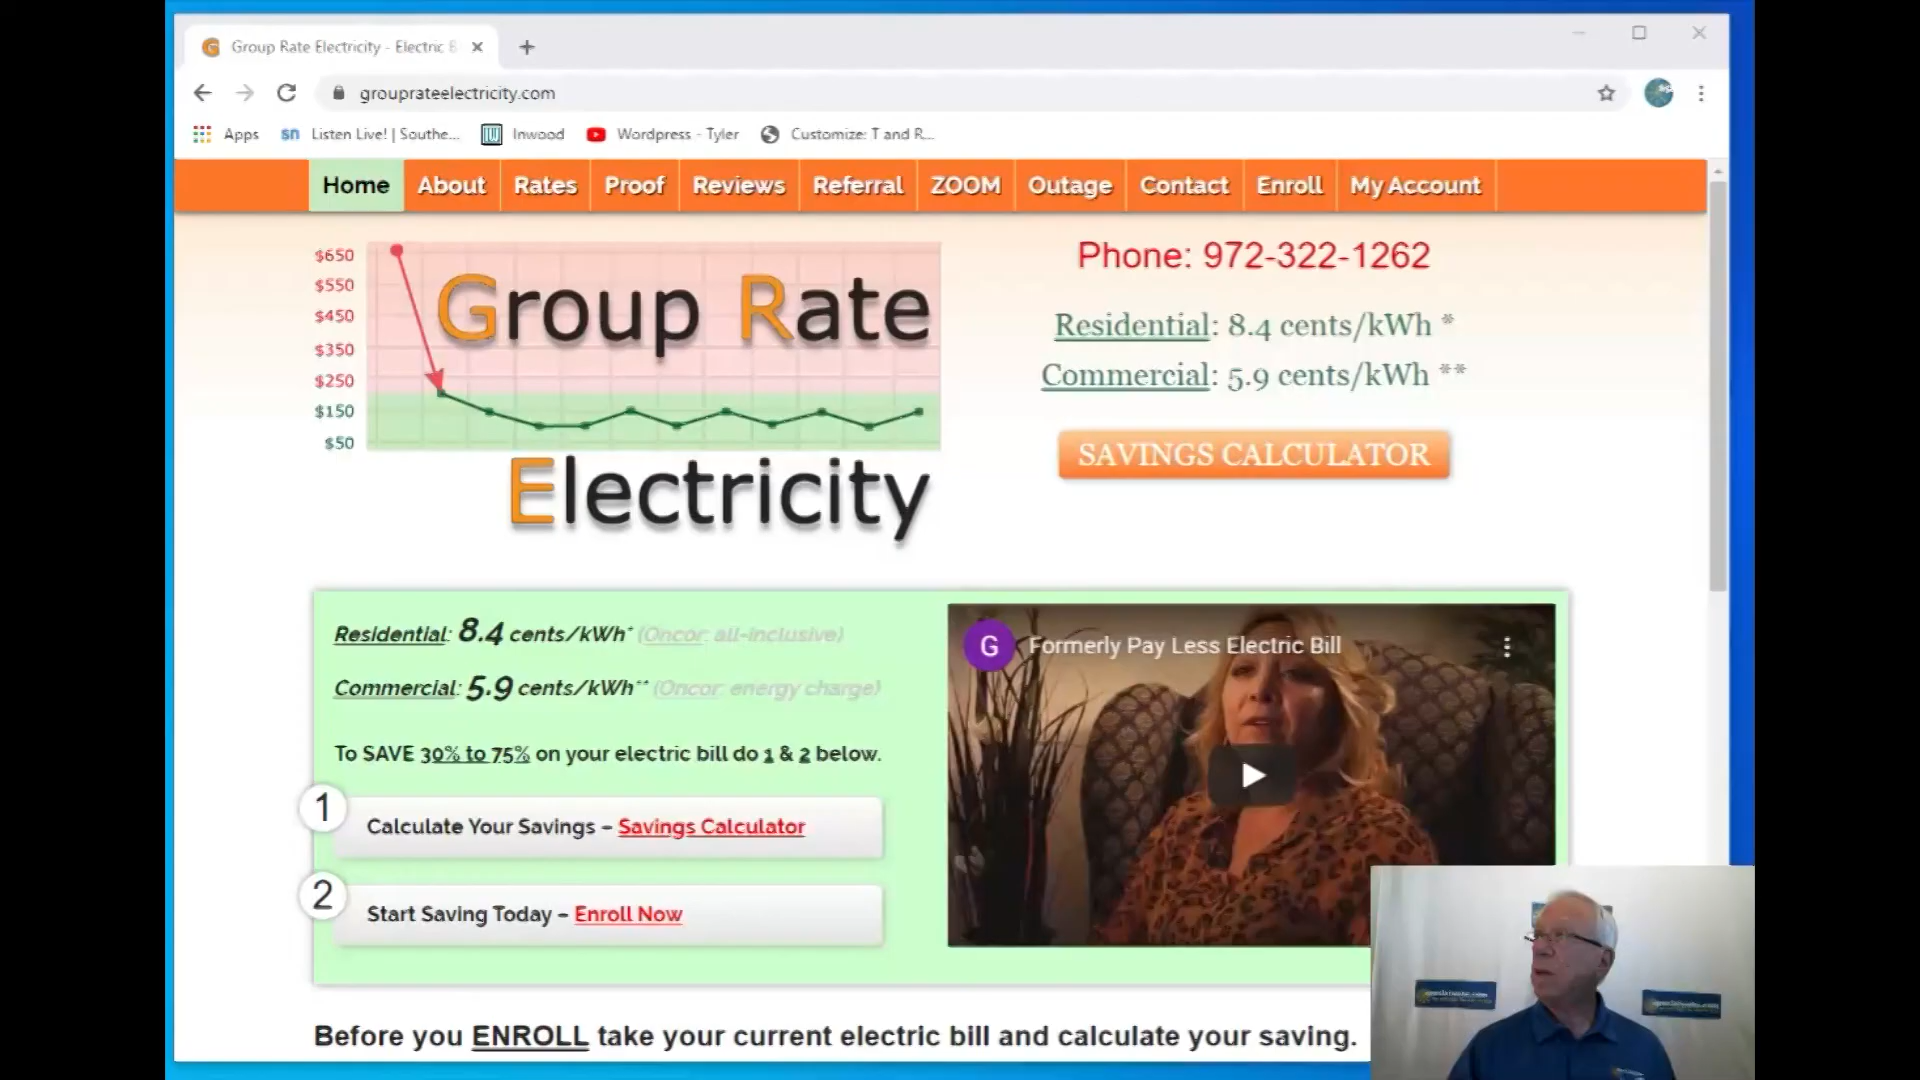 Group Rate Electricity - Electric B
grouprateelectricity.com
Apps
sn Listen Live! | Southe...
Inwood
Wordpress - Tyler
Customize: T and R...
Home
About
Rates
Proof
Reviews
Referral
ZOOM
Outage
Contact
Enroll
My Account
$650
$550
$450
$350
$250
$150
$50
Group Rate
Electricity
Phone: 972-322-1262
Residential: 8.4 cents/kWh *
Commercial: 5.9 cents/kWh **
SAVINGS CALCULATOR
Residential: 8.4 cents/kWh* (Oncor: all-inclusive)
Commercial: 5.9 cents/kWh** (Oncor: energy charge)
To SAVE 30% to 75% on your electric bill do 1 & 2 below.
1 Calculate Your Savings – Savings Calculator
2 Start Saving Today – Enroll Now
G Formerly Pay Less Electric Bill
Before you ENROLL take your current electric bill and calculate your saving.